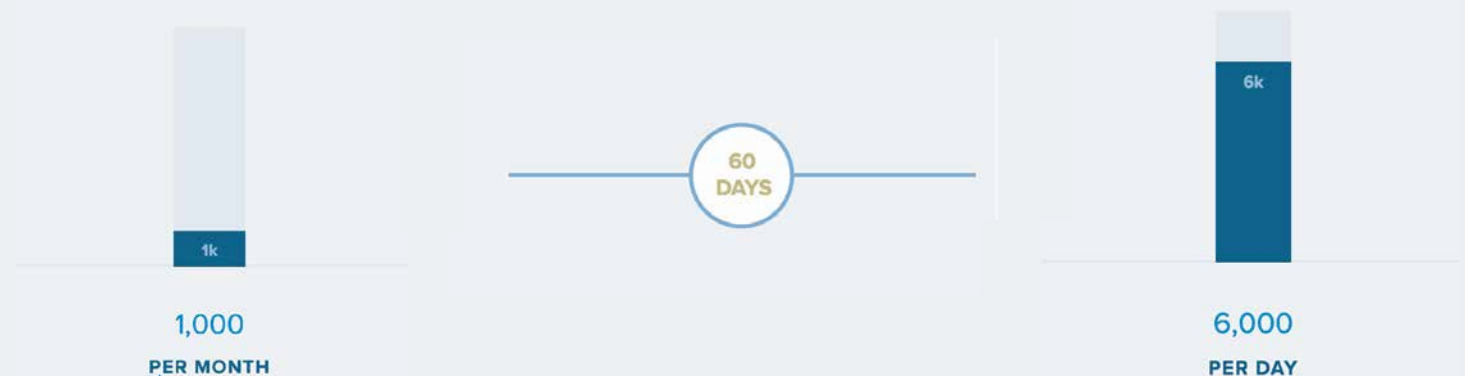 1k
1,000
PER MONTH
60
DAYS
6k
6,000
PER DAY